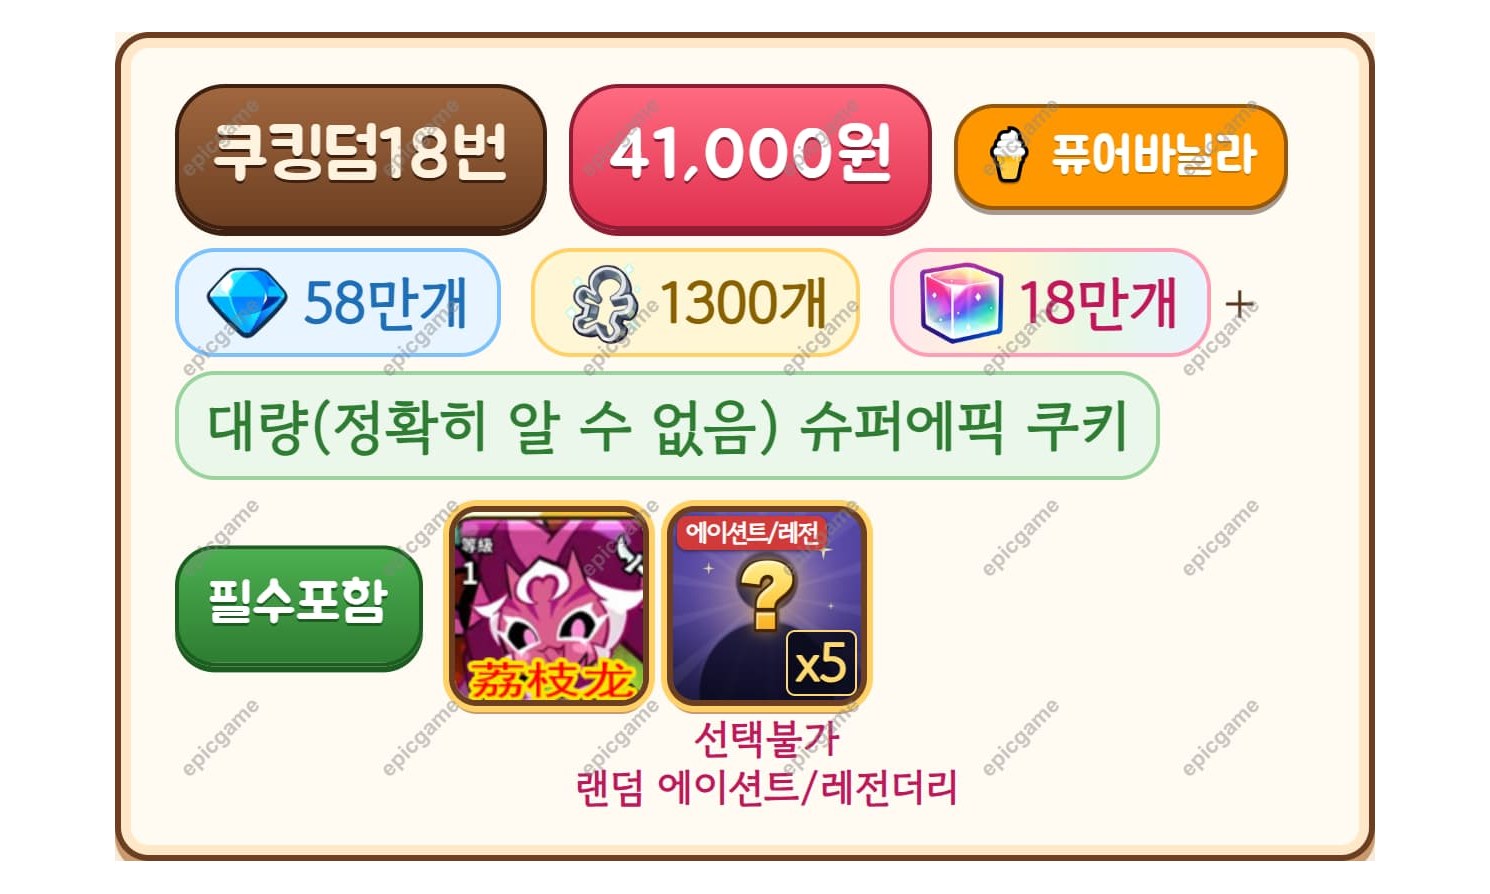 쿠킹덤18번 41,000원 퓨어바닐라
58만개 1300개 18만개 +
대량(정확히 알 수 없음) 슈퍼에픽 쿠키
필수포함
等級
1
荔枝龙
에이션트/레전
?
x5
선택불가
랜덤 에이션트/레전더리
epicgame